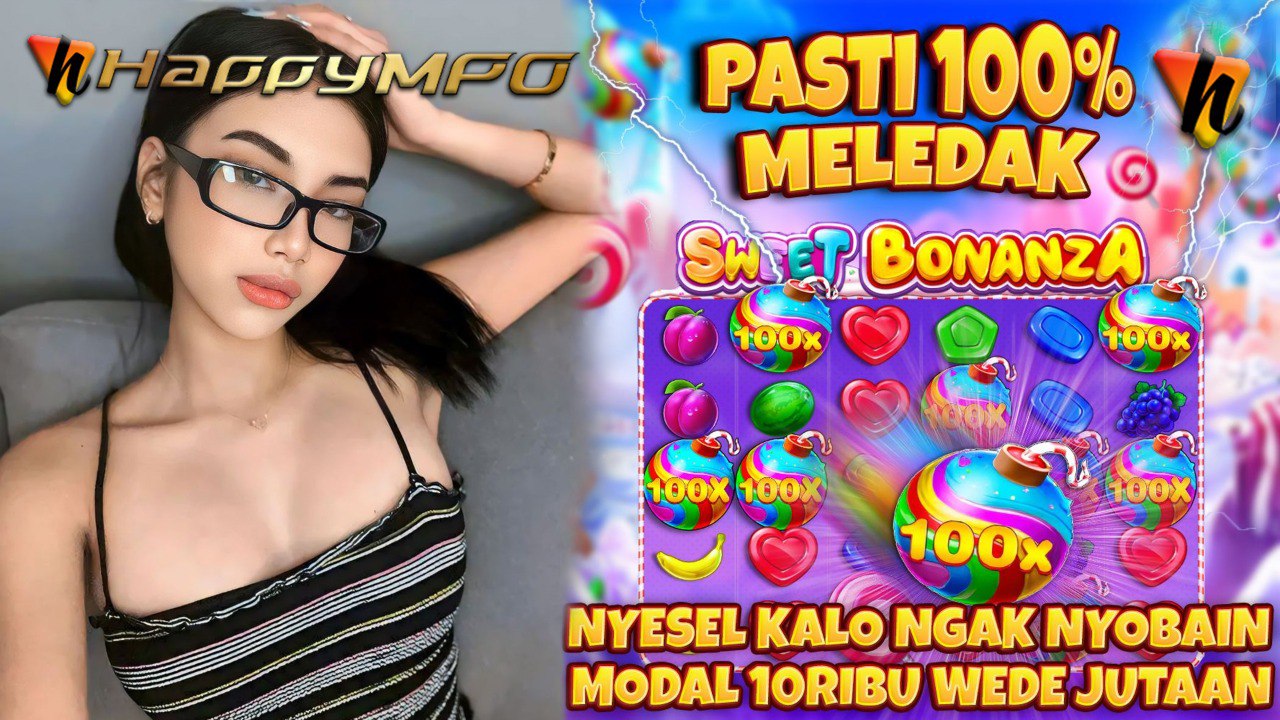 HappyMPO
PASTI 100%
MELEDAK
SWEET BONANZA
100x
100x
100x
100x
100x
100x
100x
NYESEL KALO NGAK NYOBAIN
MODAL 10RIBU WEDE JUTAAN